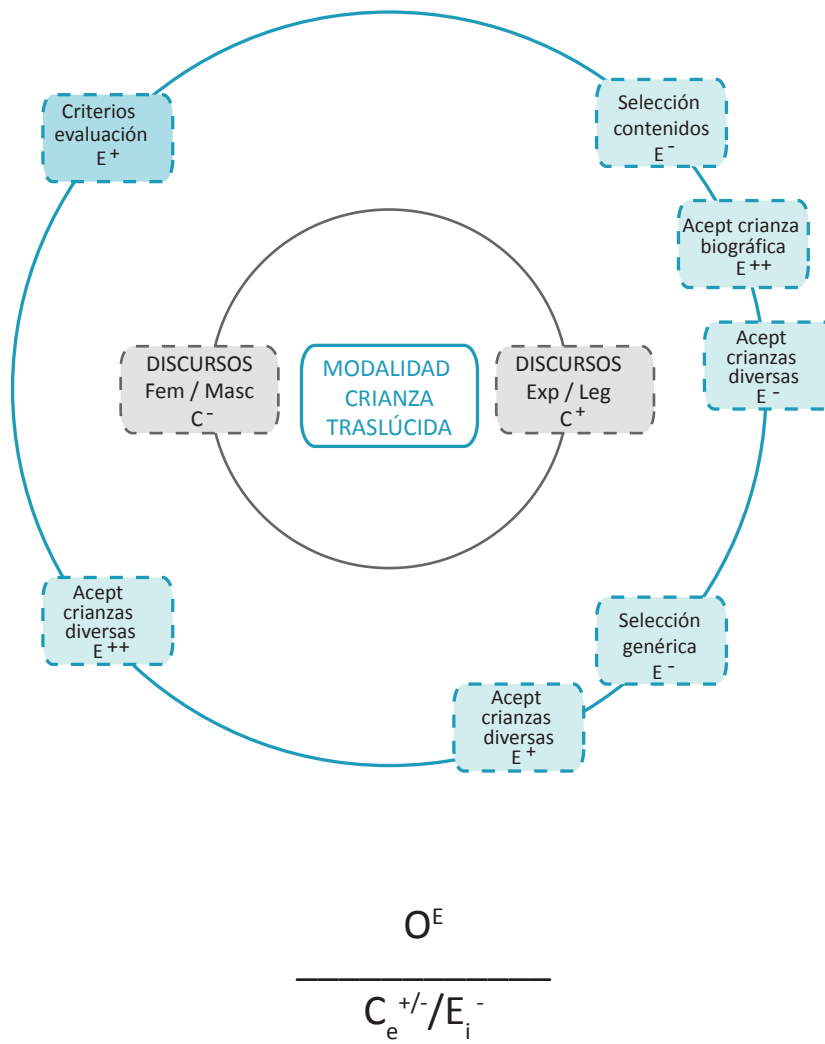 Criterios
evaluación
E⁺
Selección
contenidos
E⁻
Acept crianza
biográfica
E⁺⁺
Acept
crianzas
diversas
E⁻
DISCURSOS
Fem / Masc
C⁻
MODALIDAD
CRIANZA
TRASLÚCIDA
DISCURSOS
Exp / Leg
C⁺
Acept
crianzas
diversas
E⁺⁺
Selección
genérica
E⁻
Acept
crianzas
diversas
E⁺
Oᴱ
Cₑ⁺/⁻/Eᵢ⁻